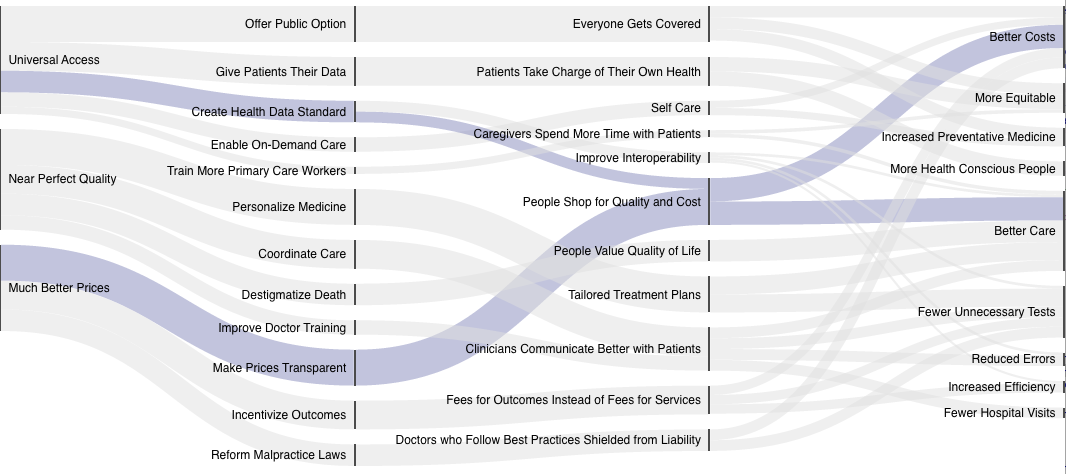 Universal Access
Near Perfect Quality
Much Better Prices
Offer Public Option
Give Patients Their Data
Create Health Data Standard
Enable On-Demand Care
Train More Primary Care Workers
Personalize Medicine
Coordinate Care
Destigmatize Death
Improve Doctor Training
Make Prices Transparent
Incentivize Outcomes
Reform Malpractice Laws
Everyone Gets Covered
Patients Take Charge of Their Own Health
Self Care
Caregivers Spend More Time with Patients
Improve Interoperability
People Shop for Quality and Cost
People Value Quality of Life
Tailored Treatment Plans
Clinicians Communicate Better with Patients
Fees for Outcomes Instead of Fees for Services
Doctors who Follow Best Practices Shielded from Liability
Better Costs
More Equitable
Increased Preventative Medicine
More Health Conscious People
Better Care
Fewer Unnecessary Tests
Reduced Errors
Increased Efficiency
Fewer Hospital Visits